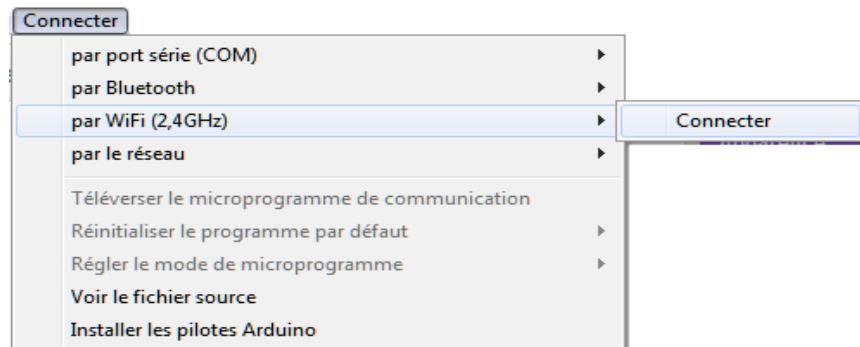 Connecter
par port série (COM)
par Bluetooth
par WiFi (2,4GHz)
Connecter
par le réseau
Téléverser le microprogramme de communication
Réinitialiser le programme par défaut
Régler le mode de microprogramme
Voir le fichier source
Installer les pilotes Arduino